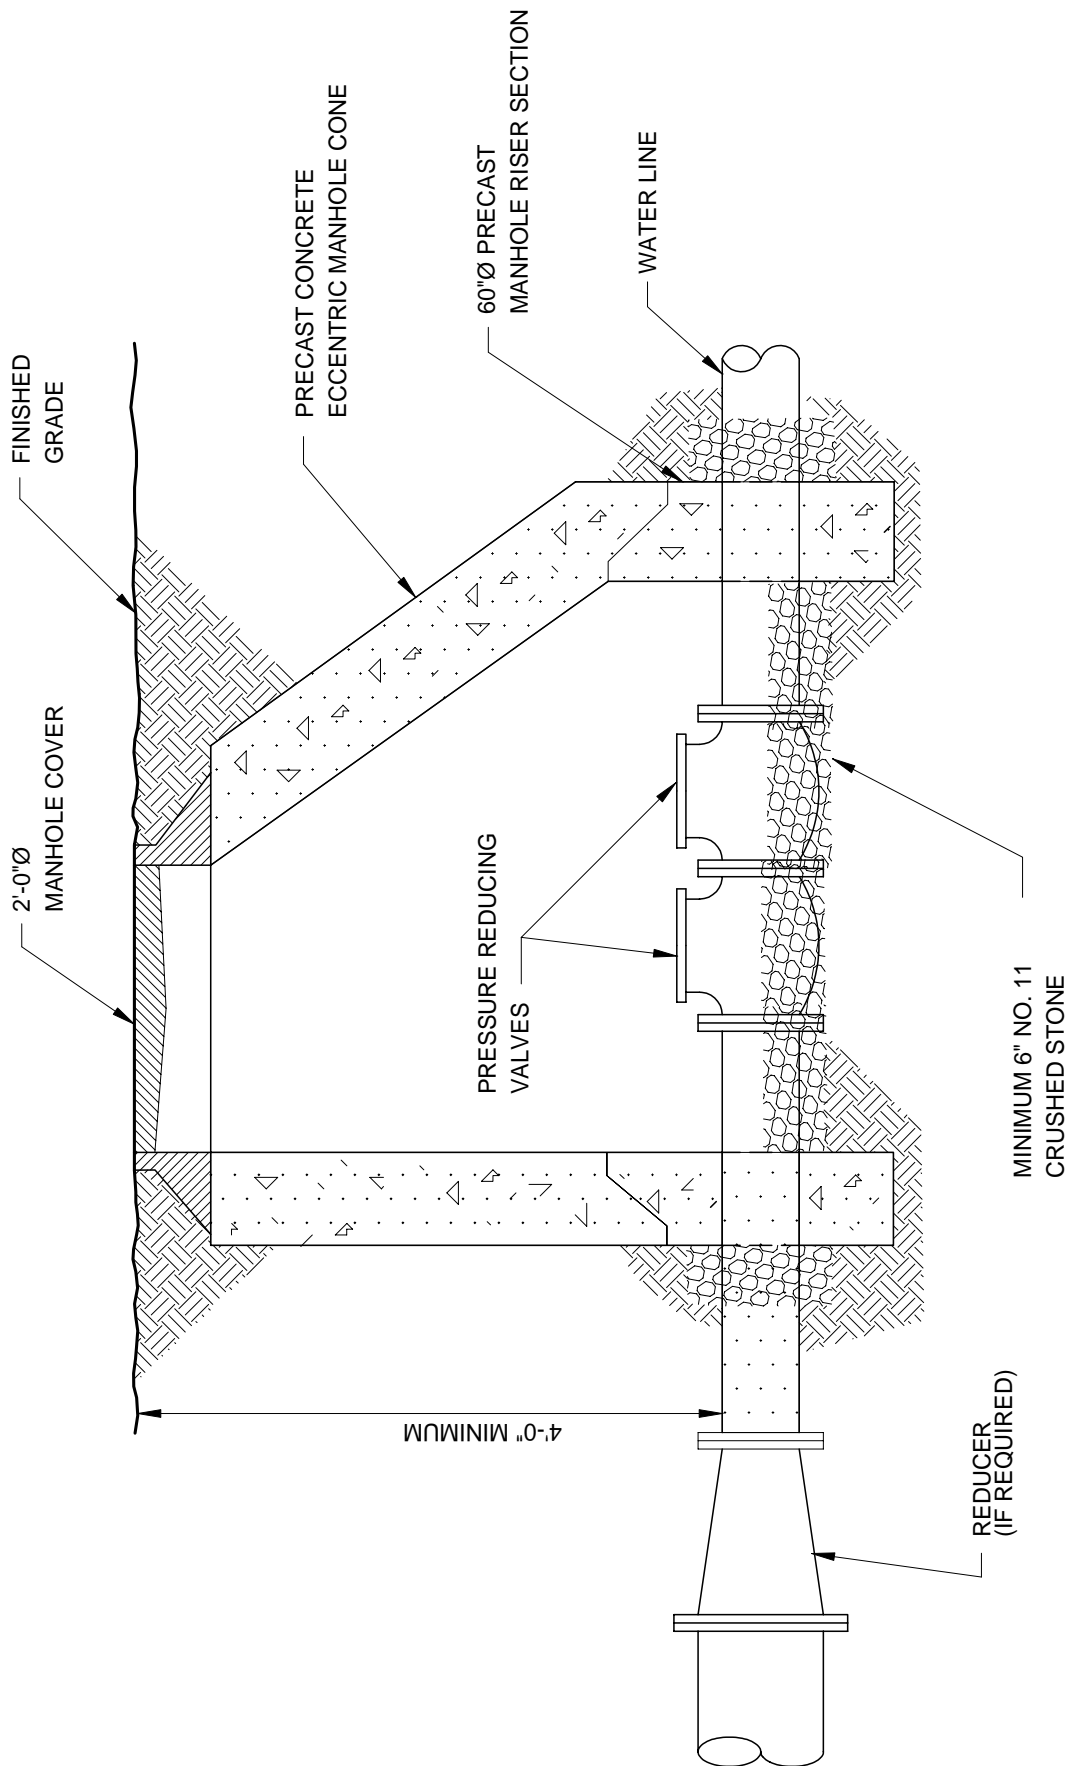 FINISHED
GRADE
2'-0"Ø
MANHOLE COVER
PRECAST CONCRETE
ECCENTRIC MANHOLE CONE
60"Ø PRECAST
MANHOLE RISER SECTION
WATER LINE
PRESSURE REDUCING
VALVES
MINIMUM 6" NO. 11
CRUSHED STONE
4'-0" MINIMUM
REDUCER
(IF REQUIRED)